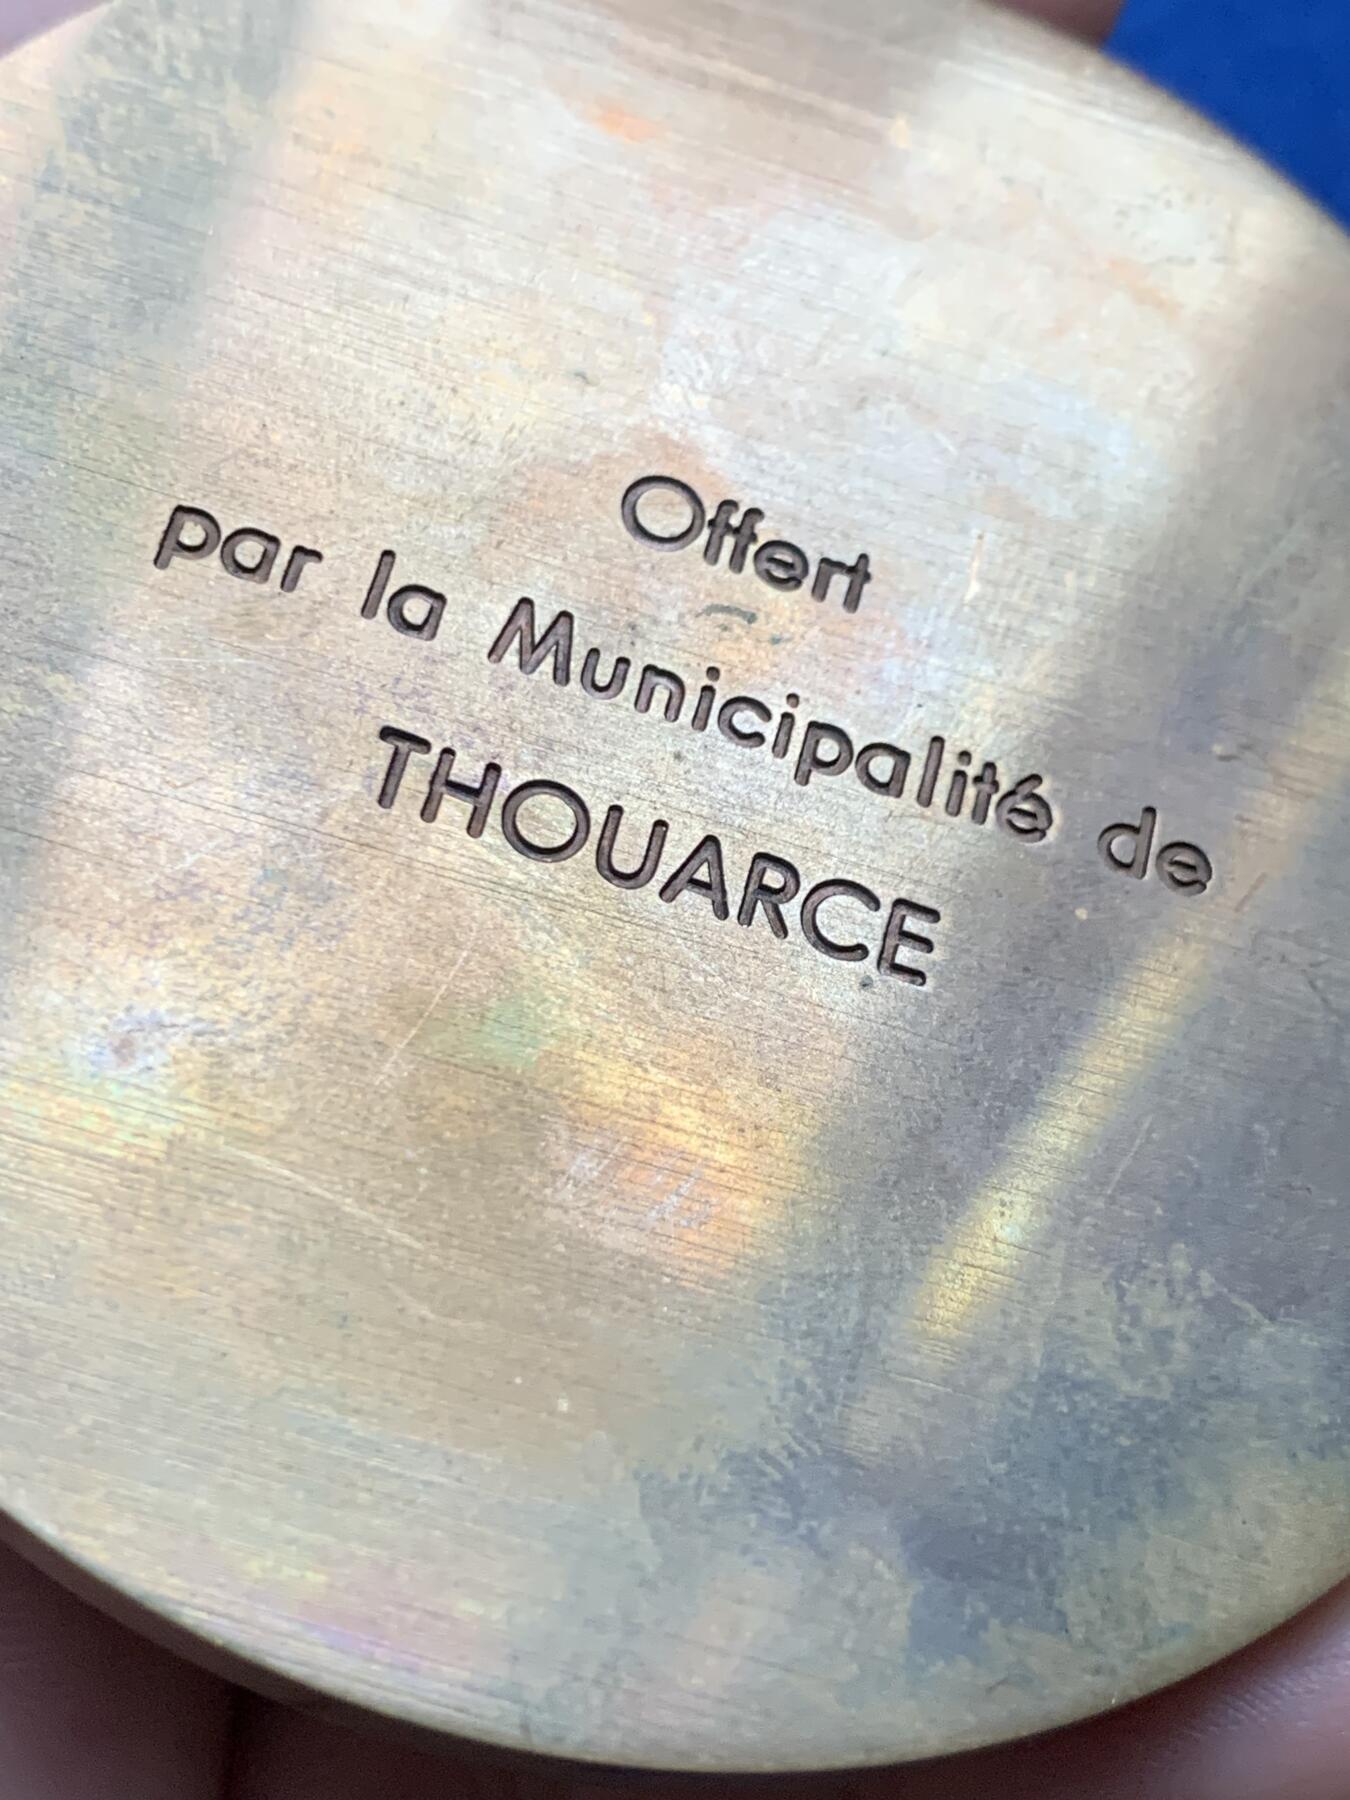 Offert
par la Municipalité de
THOUARCE